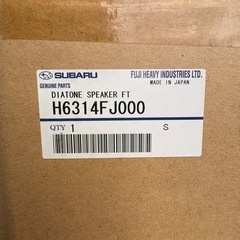 SUBARU
GENUINE PARTS
FUJI HEAVY INDUSTRIES LTD.
MADE IN JAPAN
DIATONE SPEAKER FT
H6314FJ000
QTY 1 S